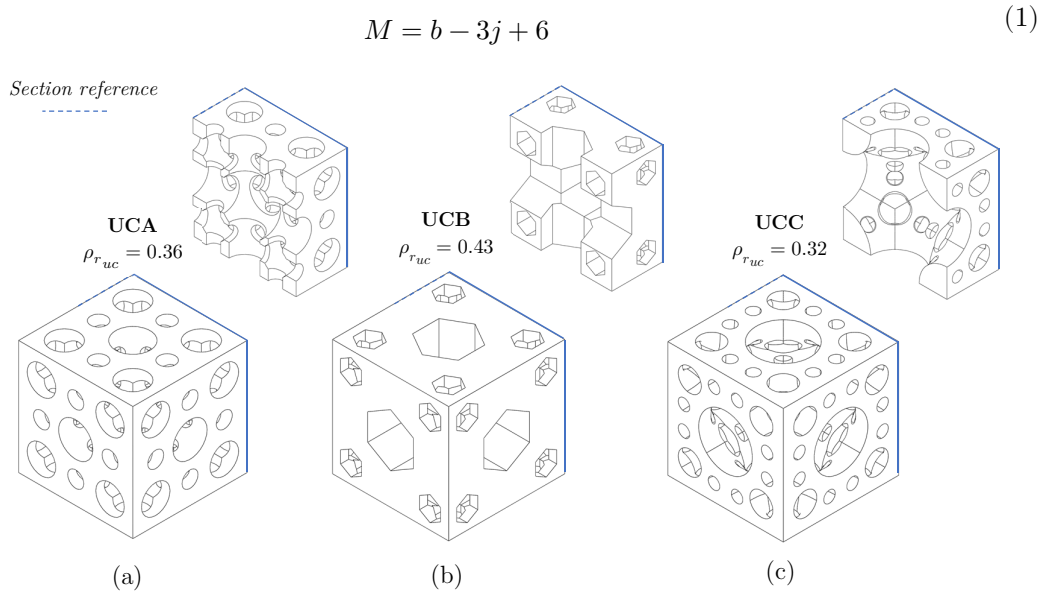 M = b − 3j + 6
(1)
Section reference
UCA
ρ_{r_{uc}} = 0.36
UCB
ρ_{r_{uc}} = 0.43
UCC
ρ_{r_{uc}} = 0.32
(a)
(b)
(c)